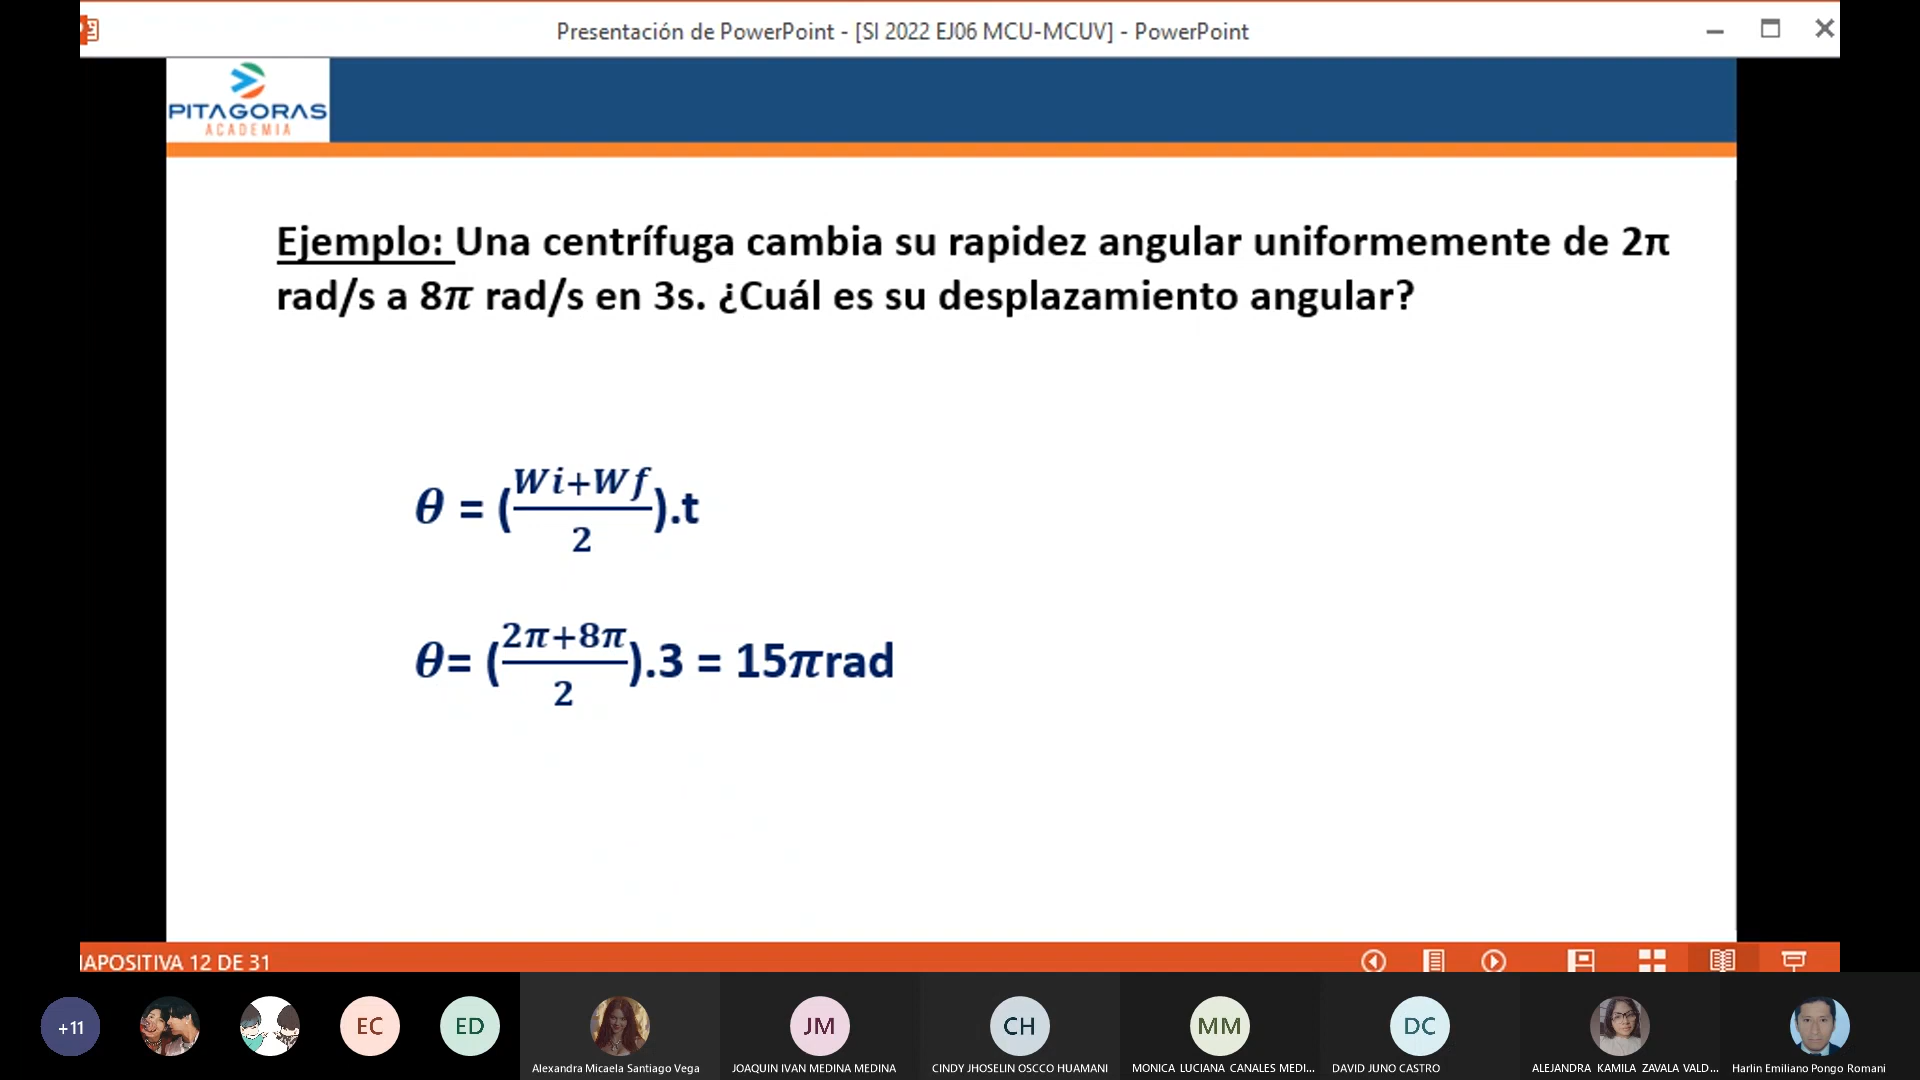 Presentación de PowerPoint - [SI 2022 EJ06 MCU-MCUV] - PowerPoint
PITAGORAS
ACADEMIA
Ejemplo: Una centrífuga cambia su rapidez angular uniformemente de 2π
rad/s a 8π rad/s en 3s. ¿Cuál es su desplazamiento angular?
θ = (Wi+Wf/2).t
θ= (2π+8π/2).3 = 15πrad
IAPOSITIVA 12 DE 31
+11
EC
ED
JM
CH
MM
DC
Alexandra Micaela Santiago Vega
JOAQUIN IVAN MEDINA MEDINA
CINDY JHOSELIN OSCCO HUAMANI
MONICA LUCIANA CANALES MEDI...
DAVID JUNO CASTRO
ALEJANDRA KAMILA ZAVALA VALD...
Harlin Emiliano Pongo Romani